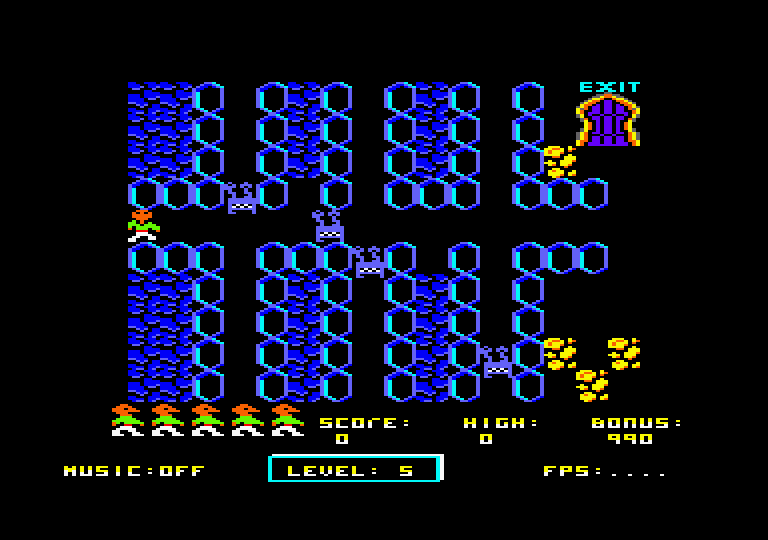 EXIT
SCOrE: HIGH: BONUS:
0 0 990
MUSIC:OFF LEVEL: 5 FPS:....